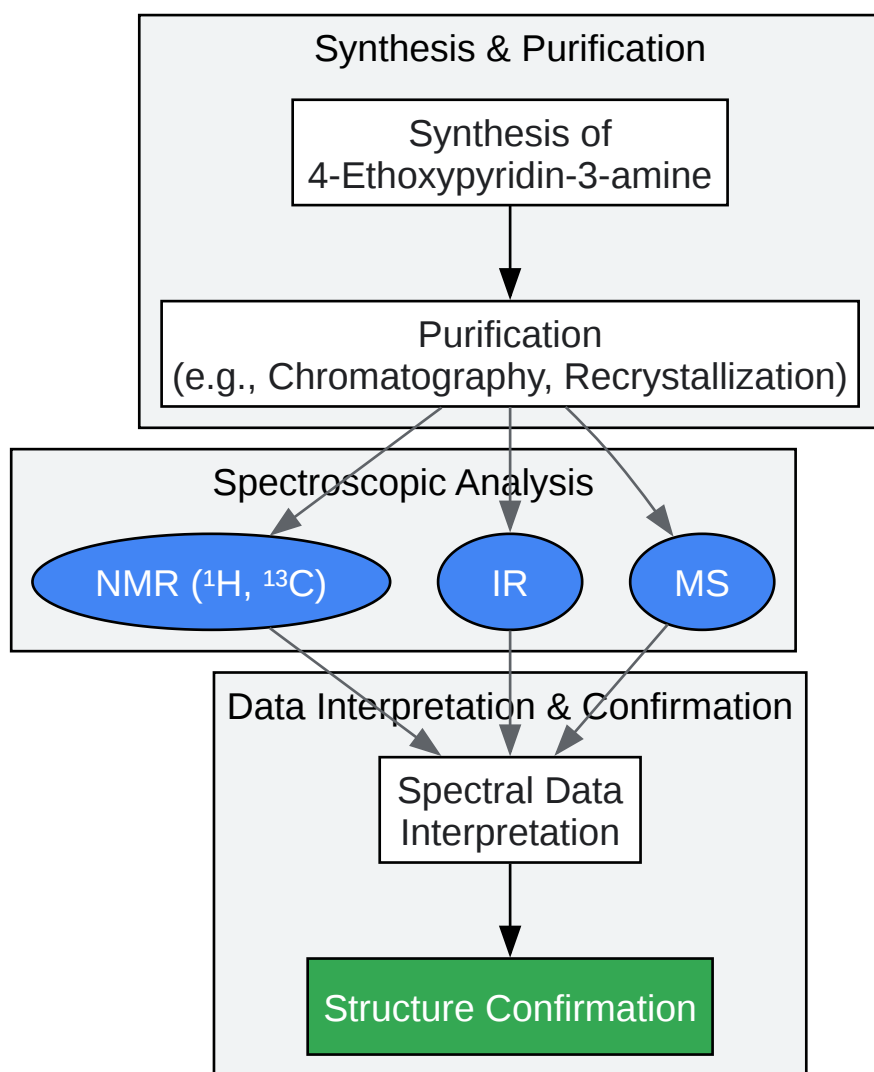 Synthesis & Purification
Synthesis of
4-Ethoxypyridin-3-amine
Purification
(e.g., Chromatography, Recrystallization)
Spectroscopic Analysis
NMR (¹H, ¹³C)
IR
MS
Data Interpretation & Confirmation
Spectral Data
Interpretation
Structure Confirmation